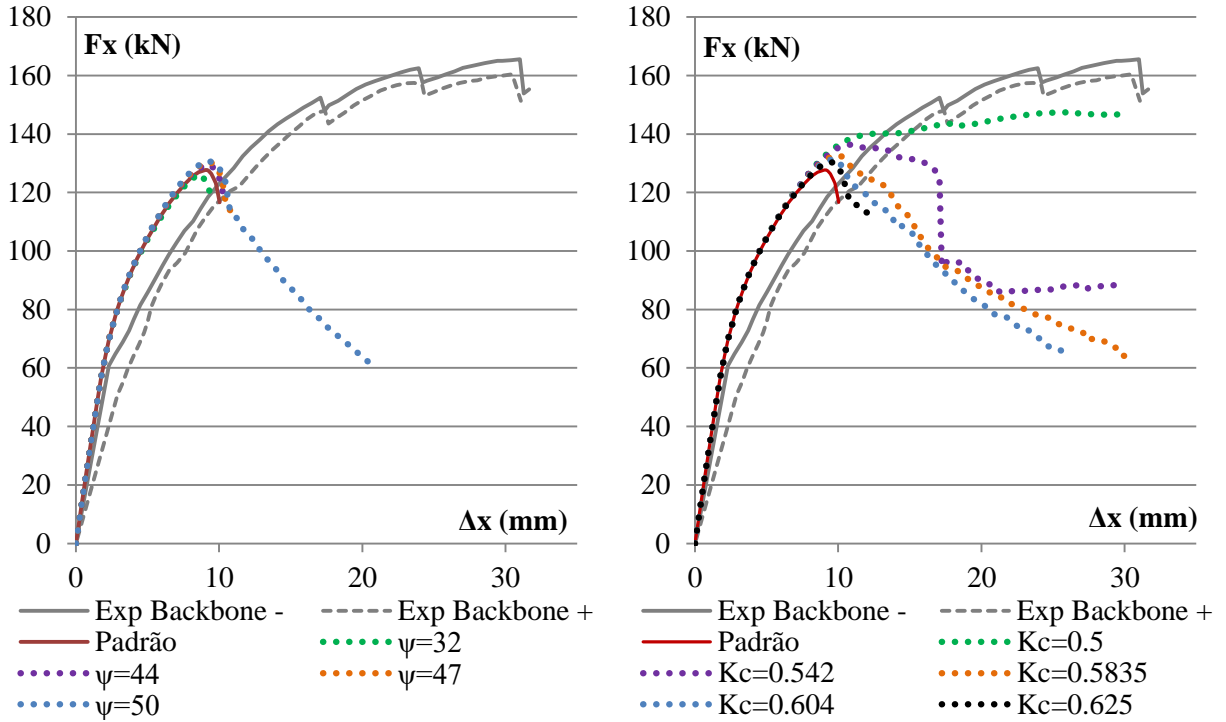 180
160
140
120
100
80
60
40
20
0
Fx (kN)
Δx (mm)
0 10 20 30
Exp Backbone - Exp Backbone +
Padrão ψ=32
ψ=44 ψ=47
ψ=50
180
160
140
120
100
80
60
40
20
0
Fx (kN)
Δx (mm)
0 10 20 30
Exp Backbone - Exp Backbone +
Padrão Kc=0.5
Kc=0.542 Kc=0.5835
Kc=0.604 Kc=0.625